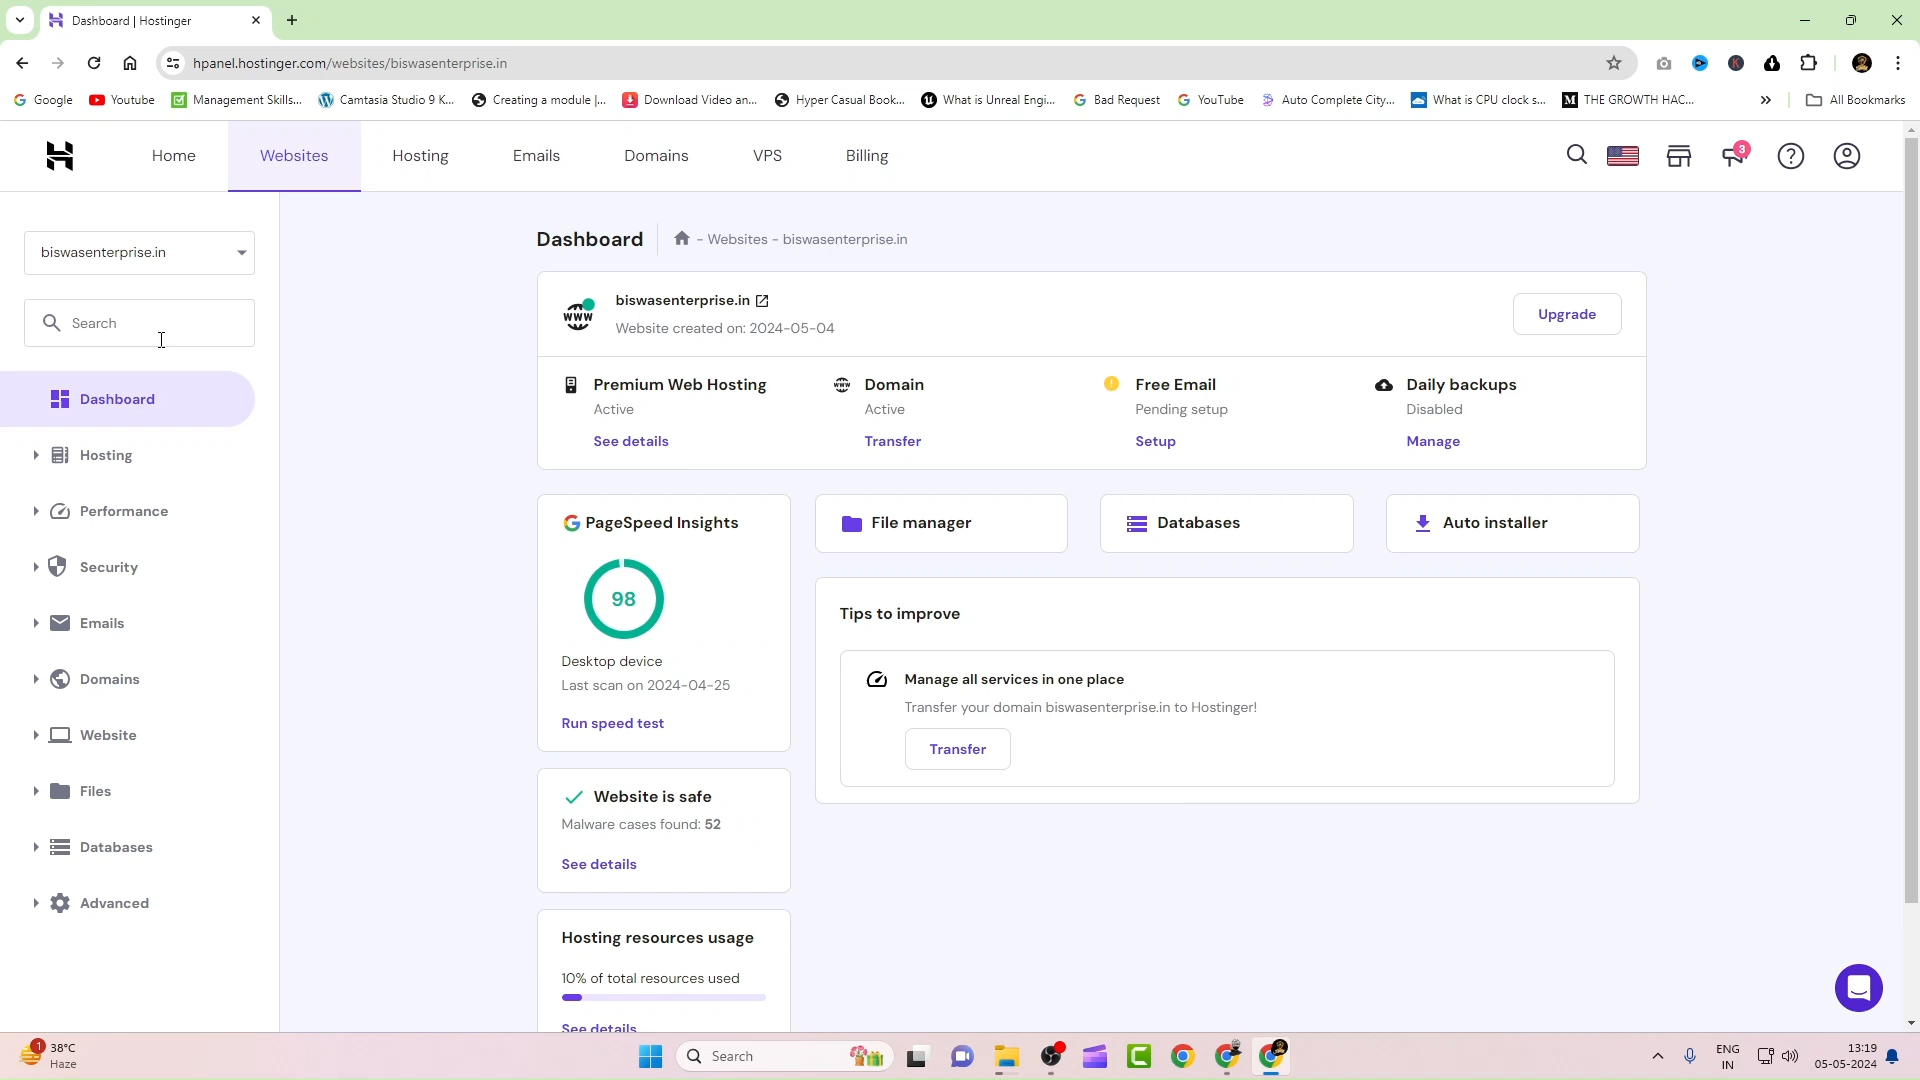 Dashboard | Hostinger
hpanel.hostinger.com/websites/biswasenterprise.in
Google
Youtube
Management Skills...
Camtasia Studio 9 K...
Creating a module |...
Download Video an...
Hyper Casual Book...
What is Unreal Engi...
Bad Request
YouTube
Auto Complete City...
What is CPU clock s...
THE GROWTH HAC...
All Bookmarks
Home
Websites
Hosting
Emails
Domains
VPS
Billing
3
biswasenterprise.in
Search
Dashboard
Hosting
Performance
Security
Emails
Domains
Website
Files
Databases
Advanced
Dashboard
- Websites - biswasenterprise.in
www
biswasenterprise.in
Website created on: 2024-05-04
Upgrade
Premium Web Hosting
Active
See details
www
Domain
Active
Transfer
Free Email
Pending setup
Setup
Daily backups
Disabled
Manage
PageSpeed Insights
98
Desktop device
Last scan on 2024-04-25
Run speed test
File manager
Databases
Auto installer
Tips to improve
Manage all services in one place
Transfer your domain biswasenterprise.in to Hostinger!
Transfer
Website is safe
Malware cases found: 52
See details
Hosting resources usage
10% of total resources used
See details
1
38°C
Haze
Search
ENG
IN
13:19
05-05-2024